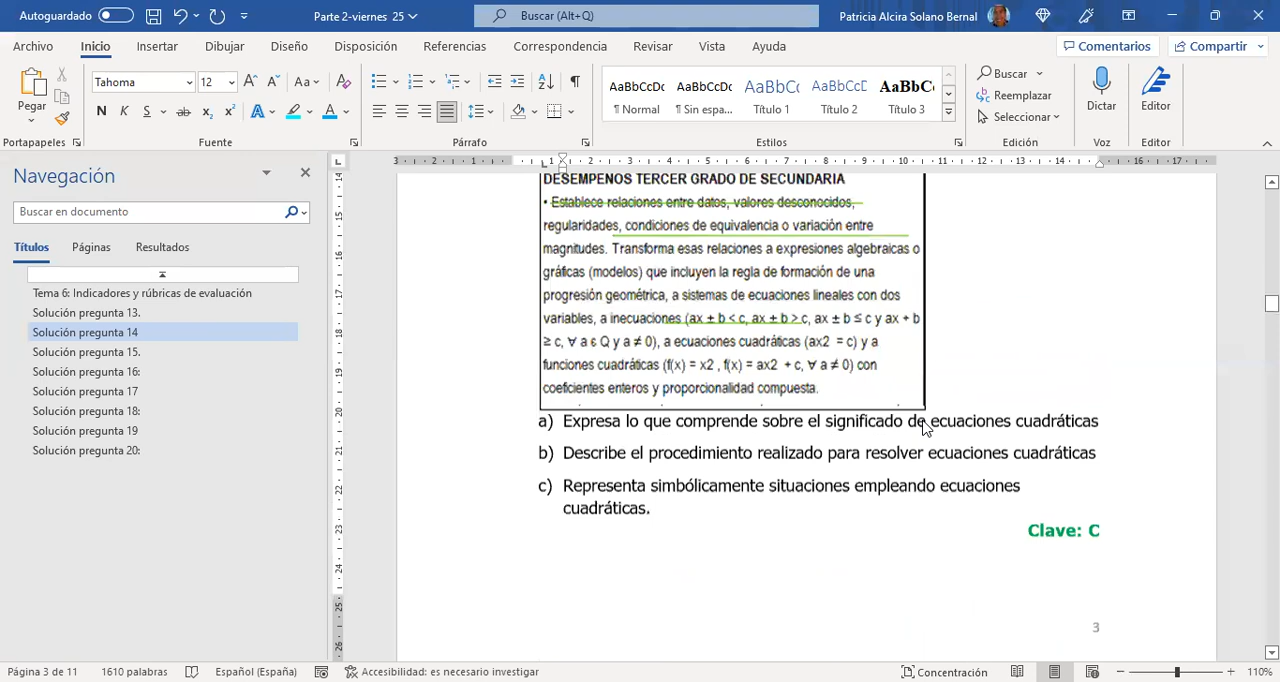 Autoguardado
Parte 2-viernes 25
Buscar (Alt+Q)
Patricia Alcira Solano Bernal
Archivo Inicio Insertar Dibujar Diseño Disposición Referencias Correspondencia Revisar Vista Ayuda
Comentarios Compartir
Pegar
Portapapeles
Tahoma 12
Aa
N K S ab x₂ x²
Fuente
Párrafo
AaBbCcDc AaBbCcDc AaBbCc AaBbCcD AaBbC
¶ Normal ¶ Sin espa... Título 1 Título 2 Título 3
Estilos
Buscar
Reemplazar
Seleccionar
Edición
Dictar
Voz
Editor
Editor
Navegación
Buscar en documento
Títulos Páginas Resultados
Tema 6: Indicadores y rúbricas de evaluación
Solución pregunta 13.
Solución pregunta 14
Solución pregunta 15.
Solución pregunta 16:
Solución pregunta 17
Solución pregunta 18:
Solución pregunta 19
Solución pregunta 20:
DESEMPEÑOS TERCER GRADO DE SECUNDARIA
• Establece relaciones entre datos, valores desconocidos,
regularidades, condiciones de equivalencia o variación entre
magnitudes. Transforma esas relaciones a expresiones algebraicas o
gráficas (modelos) que incluyen la regla de formación de una
progresión geométrica, a sistemas de ecuaciones lineales con dos
variables, a inecuaciones (ax ± b < c, ax ± b > c, ax ± b ≤ c y ax + b
≥ c, ∀ a ϵ Q y a ≠ 0), a ecuaciones cuadráticas (ax2 = c) y a
funciones cuadráticas (f(x) = x2 , f(x) = ax2 + c, ∀ a ≠ 0) con
coeficientes enteros y proporcionalidad compuesta.
a) Expresa lo que comprende sobre el significado de ecuaciones cuadráticas
b) Describe el procedimiento realizado para resolver ecuaciones cuadráticas
c) Representa simbólicamente situaciones empleando ecuaciones
cuadráticas.
Clave: C
3
Página 3 de 11 1610 palabras Español (España) Accesibilidad: es necesario investigar
Concentración 110%